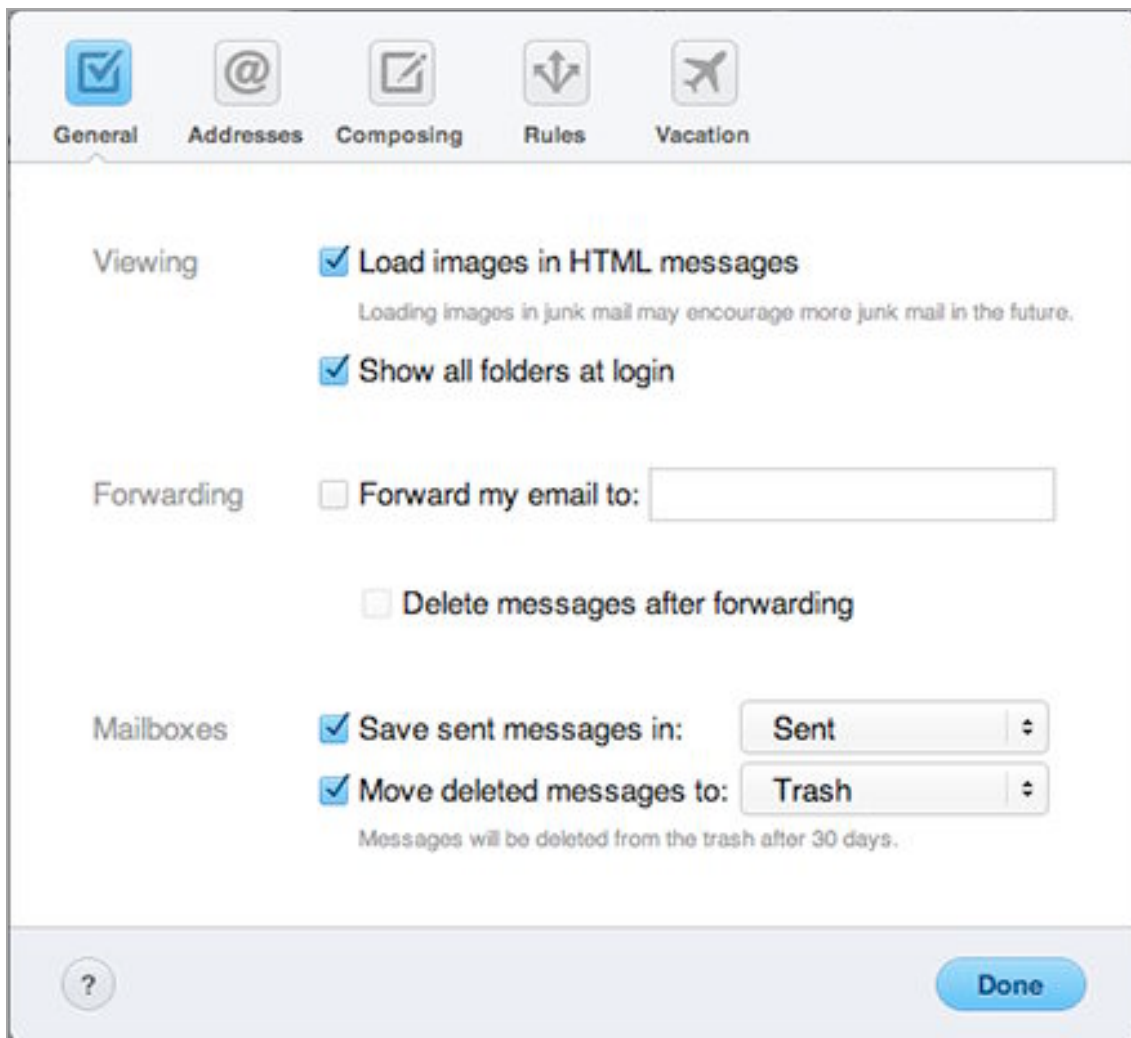 General Addresses Composing Rules Vacation
Viewing Load images in HTML messages
Loading images in junk mail may encourage more junk mail in the future.
Show all folders at login
Forwarding Forward my email to:
Delete messages after forwarding
Mailboxes Save sent messages in: Sent
Move deleted messages to: Trash
Messages will be deleted from the trash after 30 days.
? Done